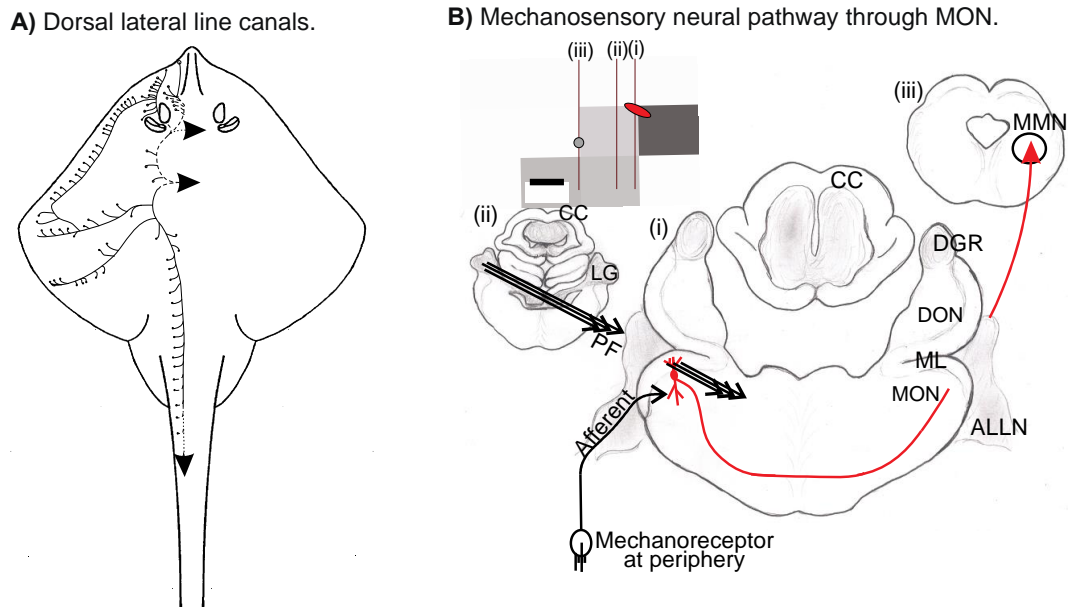 A) Dorsal lateral line canals.
B) Mechanosensory neural pathway through MON.
(iii)
(ii)
(i)
(iii)
MMN
CC
(ii)
CC
(i)
DGR
LG
DON
PF
ML
MON
Afferent
ALLN
Mechanoreceptor
at periphery